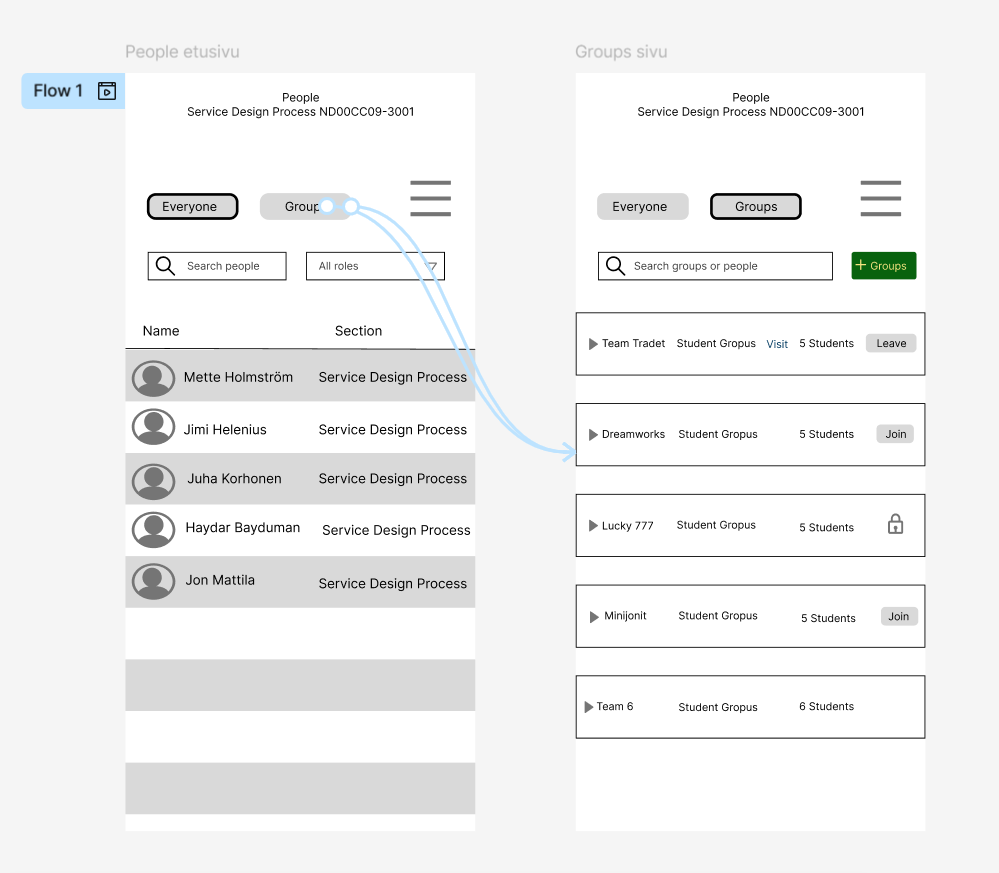 People etusivu
Flow 1
People
Service Design Process ND00CC09-3001
Everyone
Group
Search people
All roles
Name
Section
Mette Holmström
Service Design Process
Jimi Helenius
Service Design Process
Juha Korhonen
Service Design Process
Haydar Bayduman
Service Design Process
Jon Mattila
Service Design Process
Groups sivu
People
Service Design Process ND00CC09-3001
Everyone
Groups
Search groups or people
+ Groups
Team Tradet Student Gropus Visit 5 Students Leave
Dreamworks Student Gropus 5 Students Join
Lucky 777 Student Gropus 5 Students
Minijonit Student Gropus 5 Students Join
Team 6 Student Gropus 6 Students